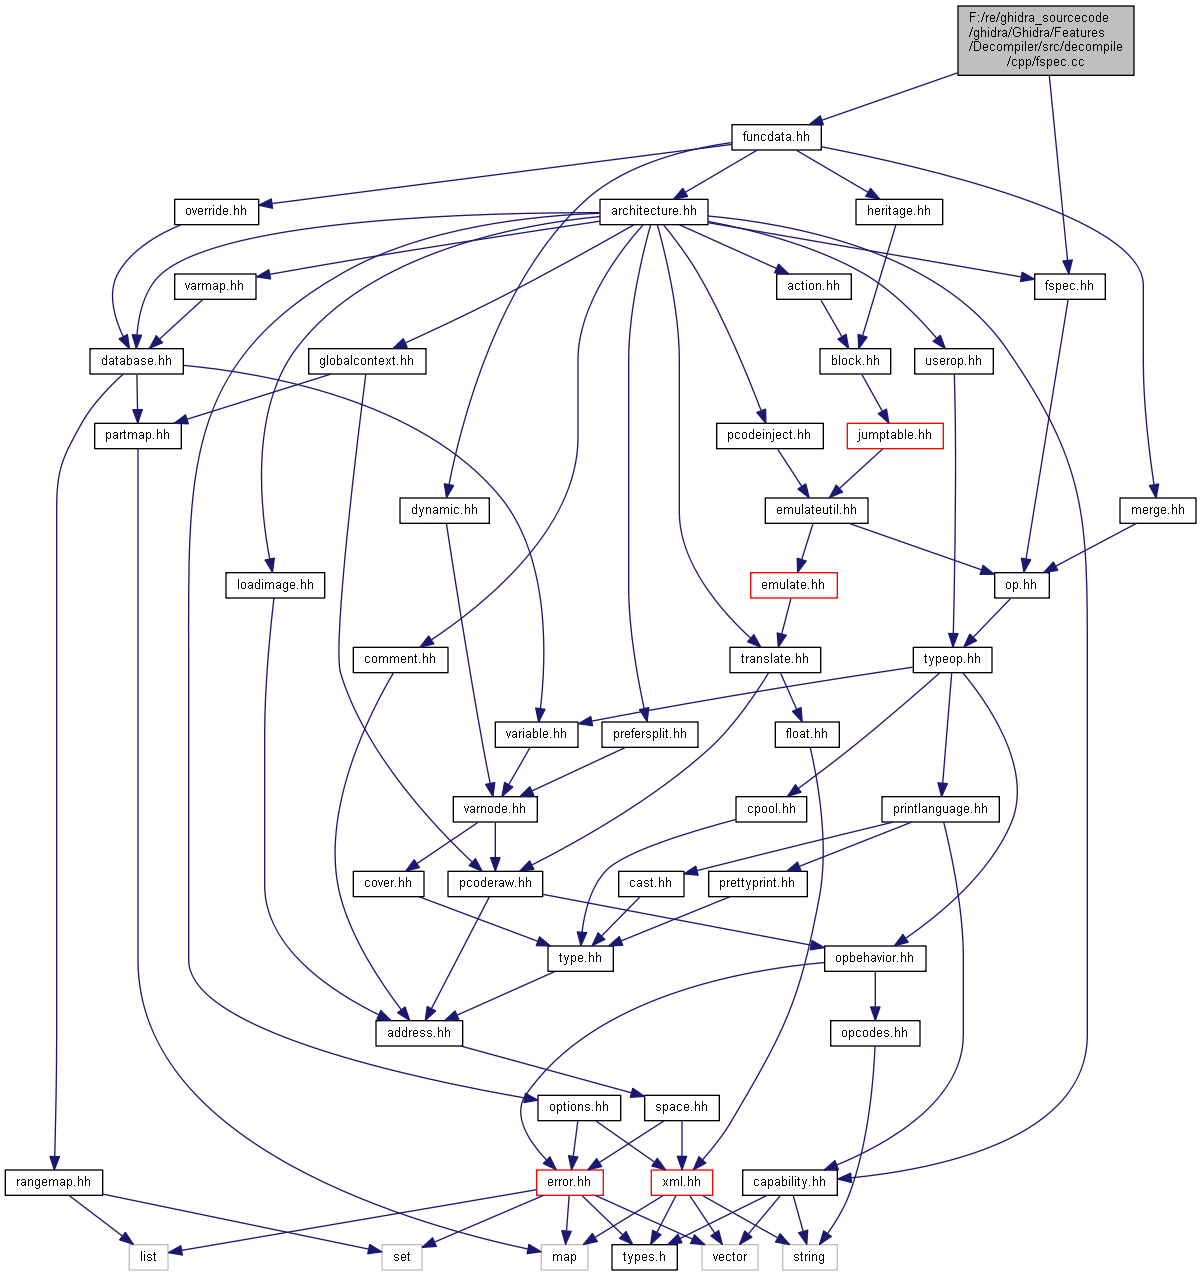 F:/re/ghidra_sourcecode
/ghidra/Ghidra/Features
/Decompiler/src/decompile
/cpp/fspec.cc
funcdata.hh
override.hh
architecture.hh
heritage.hh
varmap.hh
action.hh
fspec.hh
database.hh
globalcontext.hh
block.hh
userop.hh
partmap.hh
pcodeinject.hh
jumptable.hh
dynamic.hh
emulateutil.hh
merge.hh
loadimage.hh
emulate.hh
op.hh
comment.hh
translate.hh
typeop.hh
variable.hh
prefersplit.hh
float.hh
varnode.hh
cpool.hh
printlanguage.hh
cover.hh
pcoderaw.hh
cast.hh
prettyprint.hh
type.hh
opbehavior.hh
address.hh
opcodes.hh
options.hh
space.hh
rangemap.hh
error.hh
xml.hh
capability.hh
list
set
map
types.h
vector
string